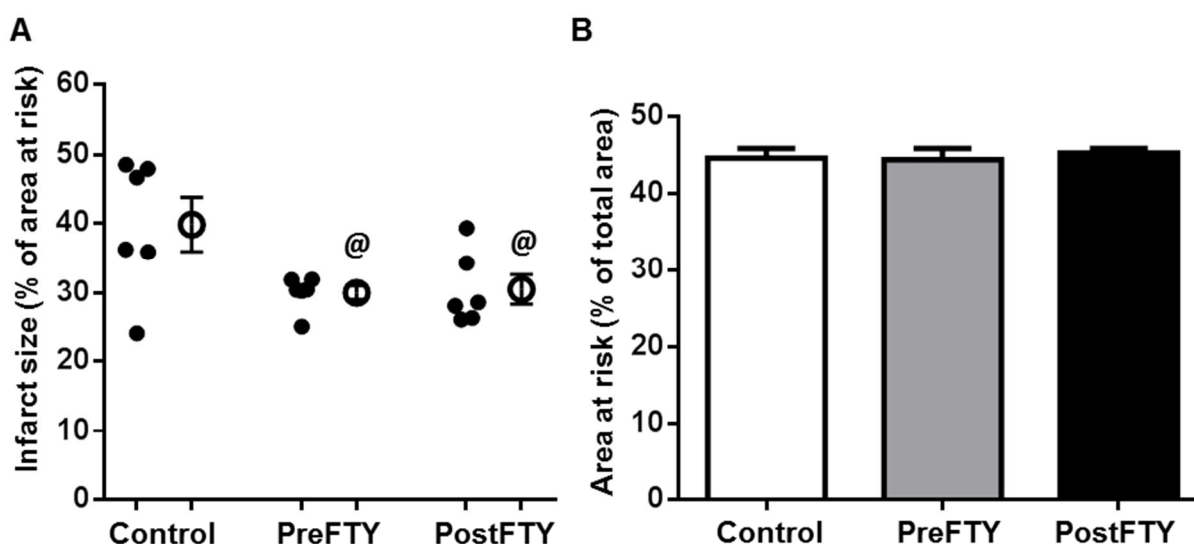 A
Infarct size (% of area at risk)
60
50
40
30
20
10
0
@
@
Control
PreFTY
PostFTY
B
Area at risk (% of total area)
50
40
30
20
10
0
Control
PreFTY
PostFTY